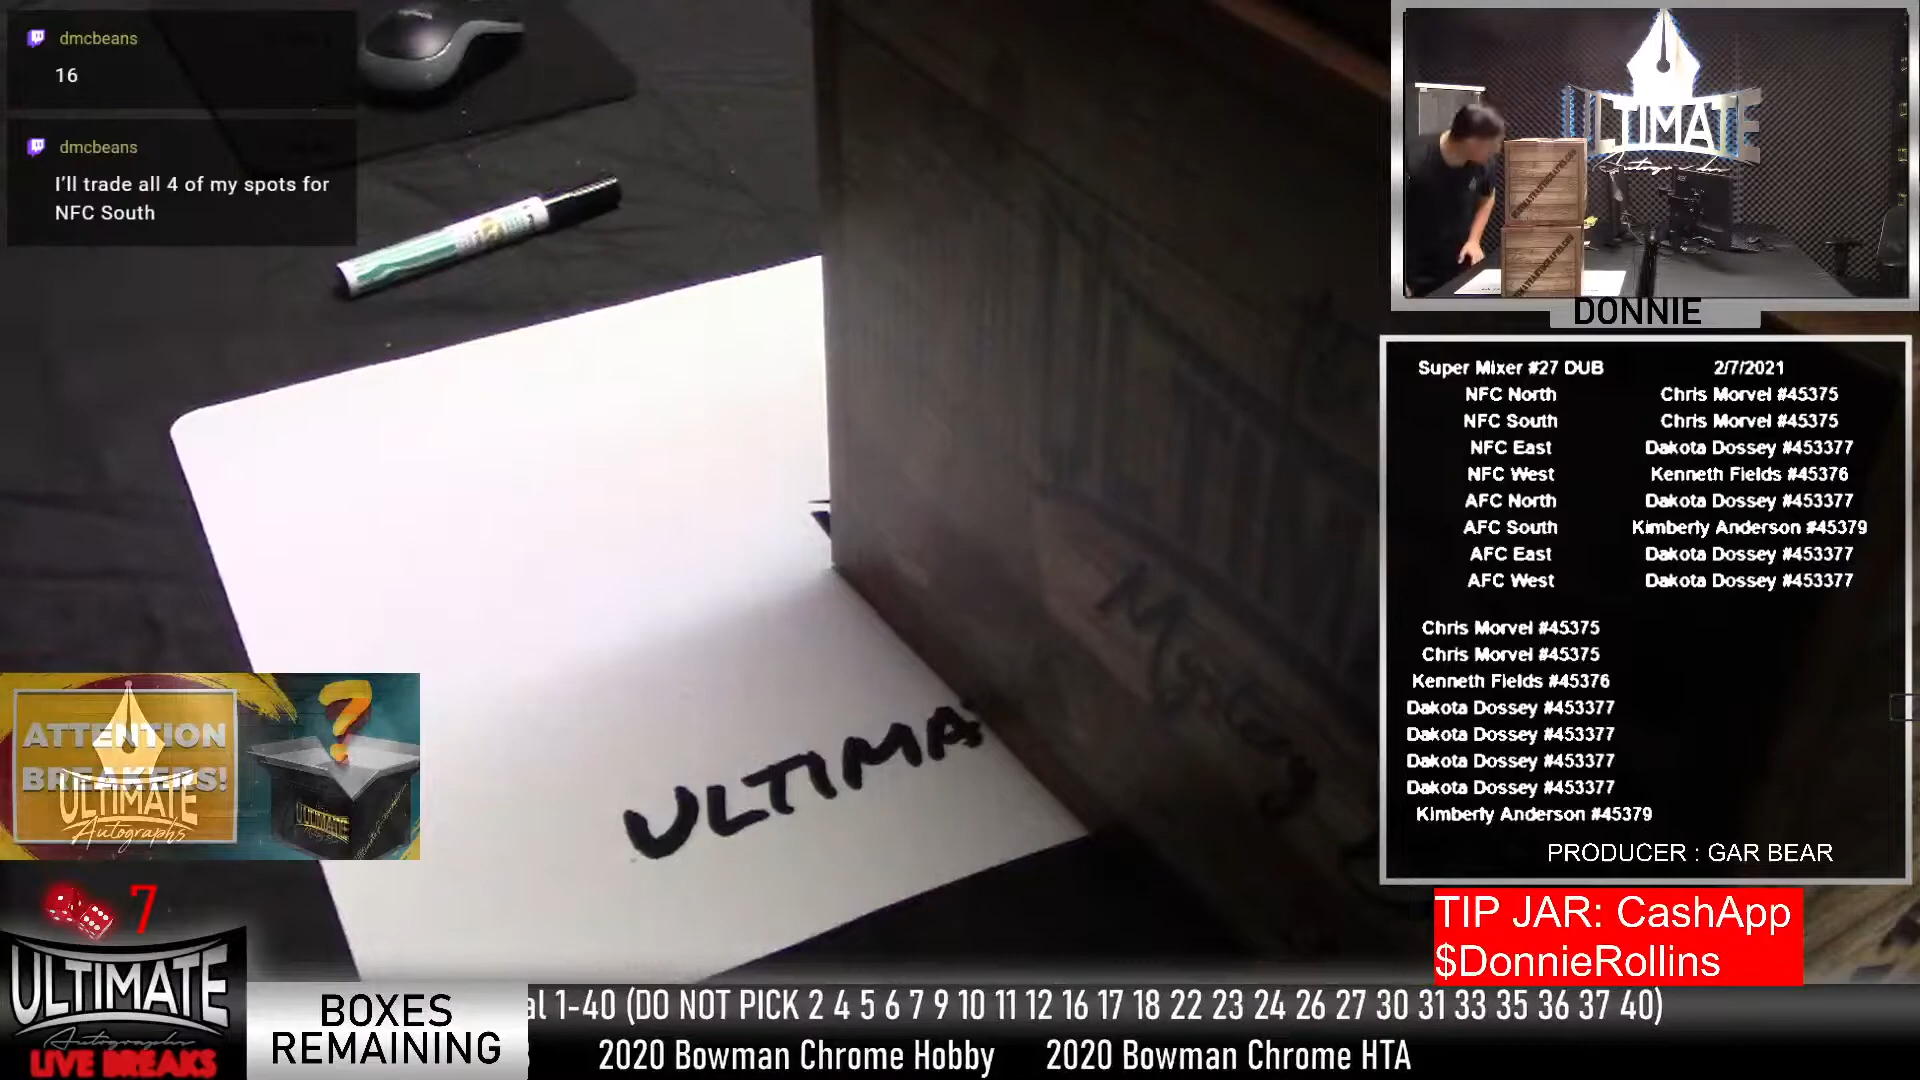 dmcbeans
16
dmcbeans
I'll trade all 4 of my spots for
NFC South
DONNIE
Super Mixer #27 DUB 2/7/2021
NFC North Chris Morvel #45375
NFC South Chris Morvel #45375
NFC East Dakota Dossey #453377
NFC West Kenneth Fields #45376
AFC North Dakota Dossey #453377
AFC South Kimberly Anderson #45379
AFC East Dakota Dossey #453377
AFC West Dakota Dossey #453377
Chris Morvel #45375
Chris Morvel #45375
Kenneth Fields #45376
Dakota Dossey #453377
Dakota Dossey #453377
Dakota Dossey #453377
Dakota Dossey #453377
Kimberly Anderson #45379
PRODUCER : GAR BEAR
TIP JAR: CashApp
$DonnieRollins
ULTIMA
ATTENTION
BREAKERS!
ULTIMATE
Autographs
ULTIMATE
?
7
ULTIMATE
Autographs
LIVE BREAKS
BOXES
REMAINING
al 1-40 (DO NOT PICK 2 4 5 6 7 9 10 11 12 16 17 18 22 23 24 26 27 30 31 33 35 36 37 40)
2020 Bowman Chrome Hobby 2020 Bowman Chrome HTA